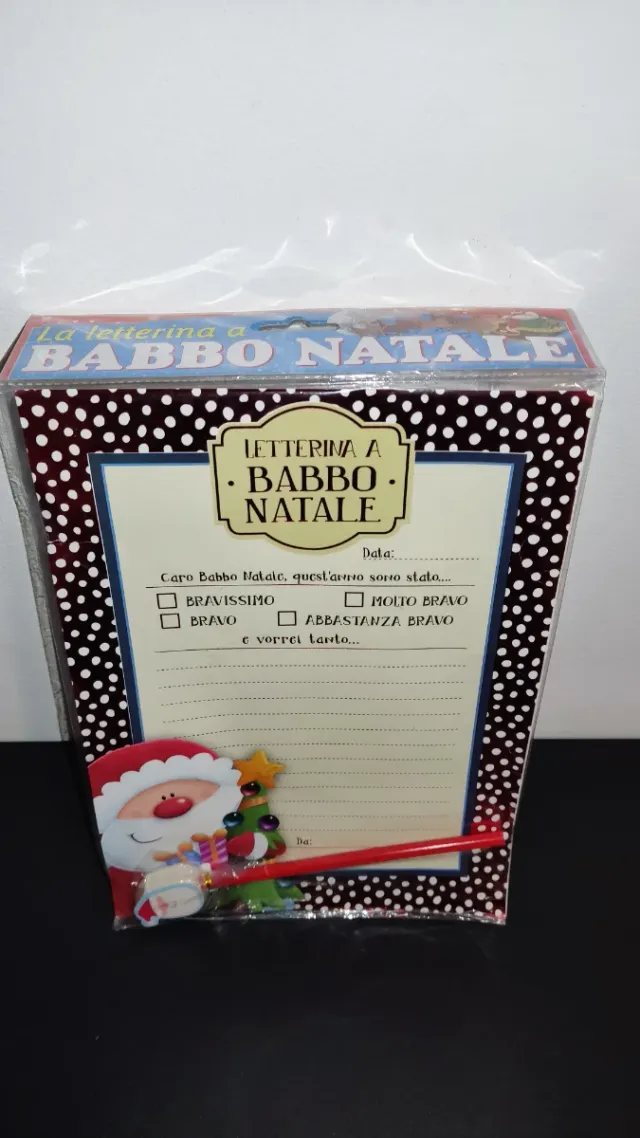 La letterina a
BABBO NATALE
LETTERINA A
• BABBO •
NATALE
Data:
Caro Babbo Natale, quest'anno sono stato....
BRAVISSIMO MOLTO BRAVO
BRAVO ABBASTANZA BRAVO
e vorrei tanto...
Da: